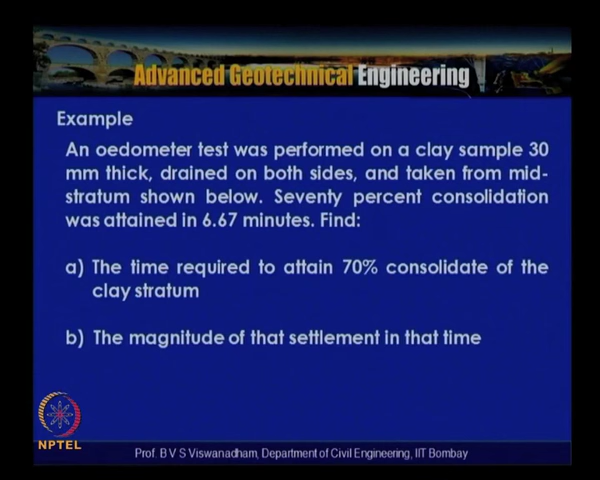 Advanced Geotechnical Engineering
Example
An oedometer test was performed on a clay sample 30
mm thick, drained on both sides, and taken from mid-
stratum shown below. Seventy percent consolidation
was attained in 6.67 minutes. Find:
a) The time required to attain 70% consolidate of the
clay stratum
b) The magnitude of that settlement in that time
NPTEL
Prof. B V S Viswanadham, Department of Civil Engineering, IIT Bombay